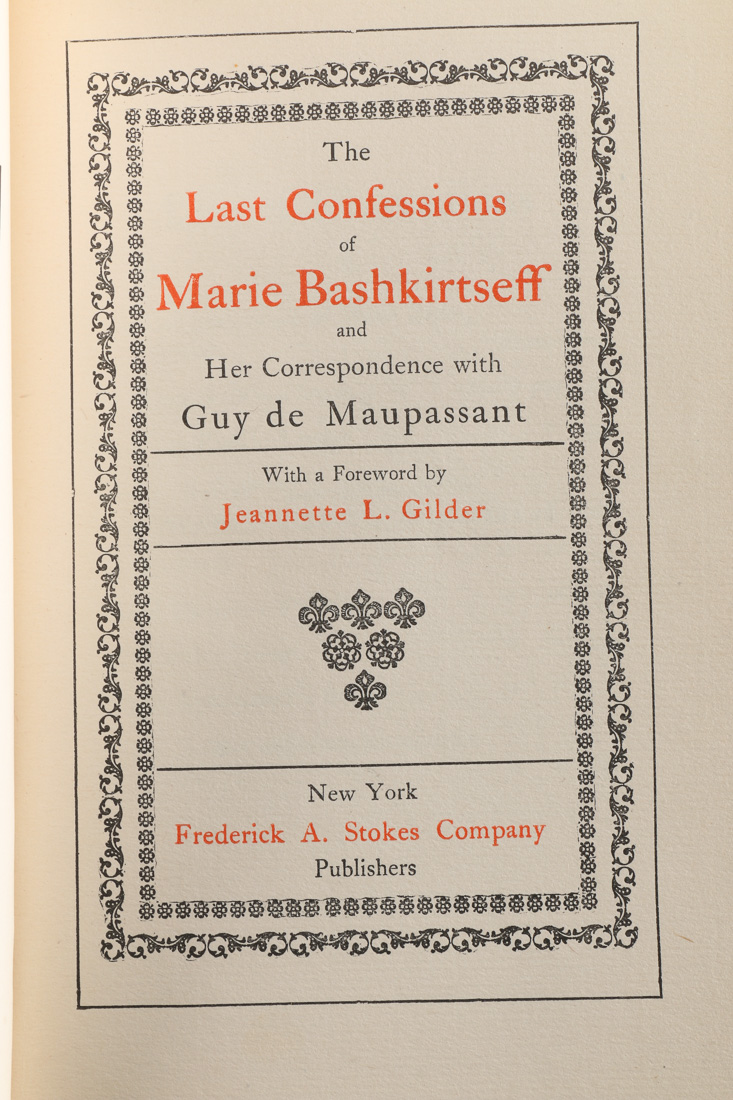 The
Last Confessions
of
Marie Bashkirtseff
and
Her Correspondence with
Guy de Maupassant
With a Foreword by
Jeannette L. Gilder
New York
Frederick A. Stokes Company
Publishers